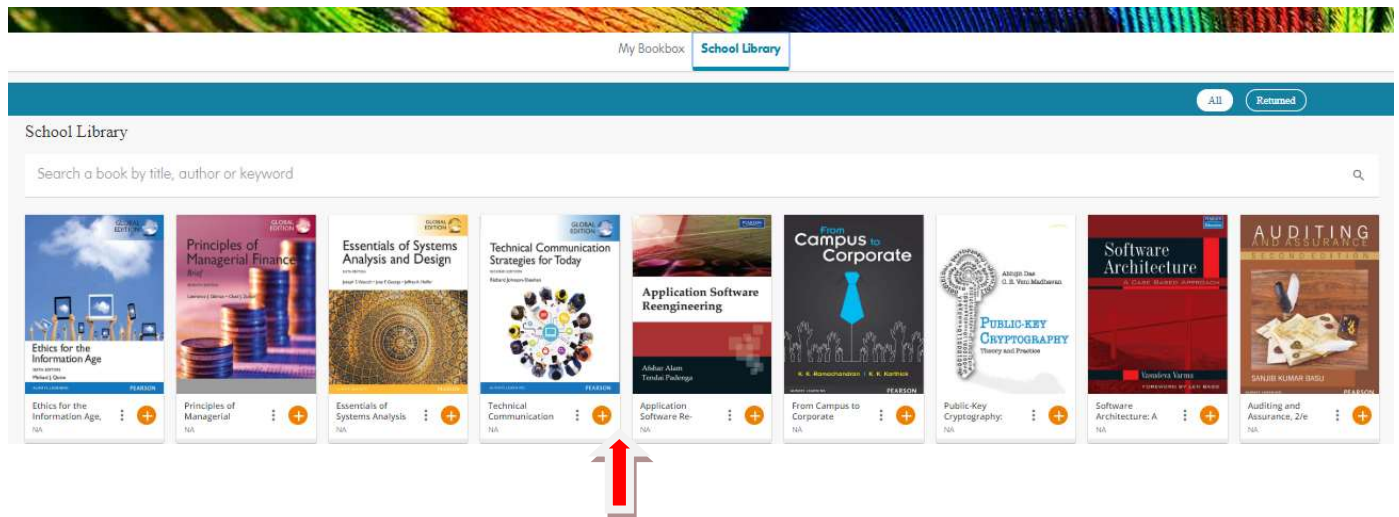 My Bookbox
School Library
All
Returned
School Library
Search a book by title, author or keyword
GLOBAL EDITION
Ethics for the
Information Age
PEARSON
GLOBAL
EDITION
Principles of
Managerial Finance
Brief
GLOBAL
EDITION
Essentials of Systems
Analysis and Design
GLOBAL
EDITION
Technical Communication
Strategies for Today
PEARSON
Application Software
Reengineering
Afshar Alam
Tendai Padenga
From
Campus to
Corporate
K. K. Ramachandran | K. K. Karthick
PEARSON
Abhijit Das
C. E. Veni Madhavan
PUBLIC-KEY
CRYPTOGRAPHY
Theory and Practice
Software
Architecture
A CASE BASED APPROACH
Vasudeva Varma
FOREWORD BY LEN BASS
AUDITING
AND ASSURANCE
SECOND EDITION
SANJIB KUMAR BASU
PEARSON
Ethics for the
Information Age,
NA
Principles of
Managerial
NA
Essentials of
Systems Analysis
NA
Technical
Communication
NA
Application
Software Re-
NA
From Campus to
Corporate
NA
Public-Key
Cryptography:
NA
Software
Architecture: A
NA
Auditing and
Assurance, 2/e
NA